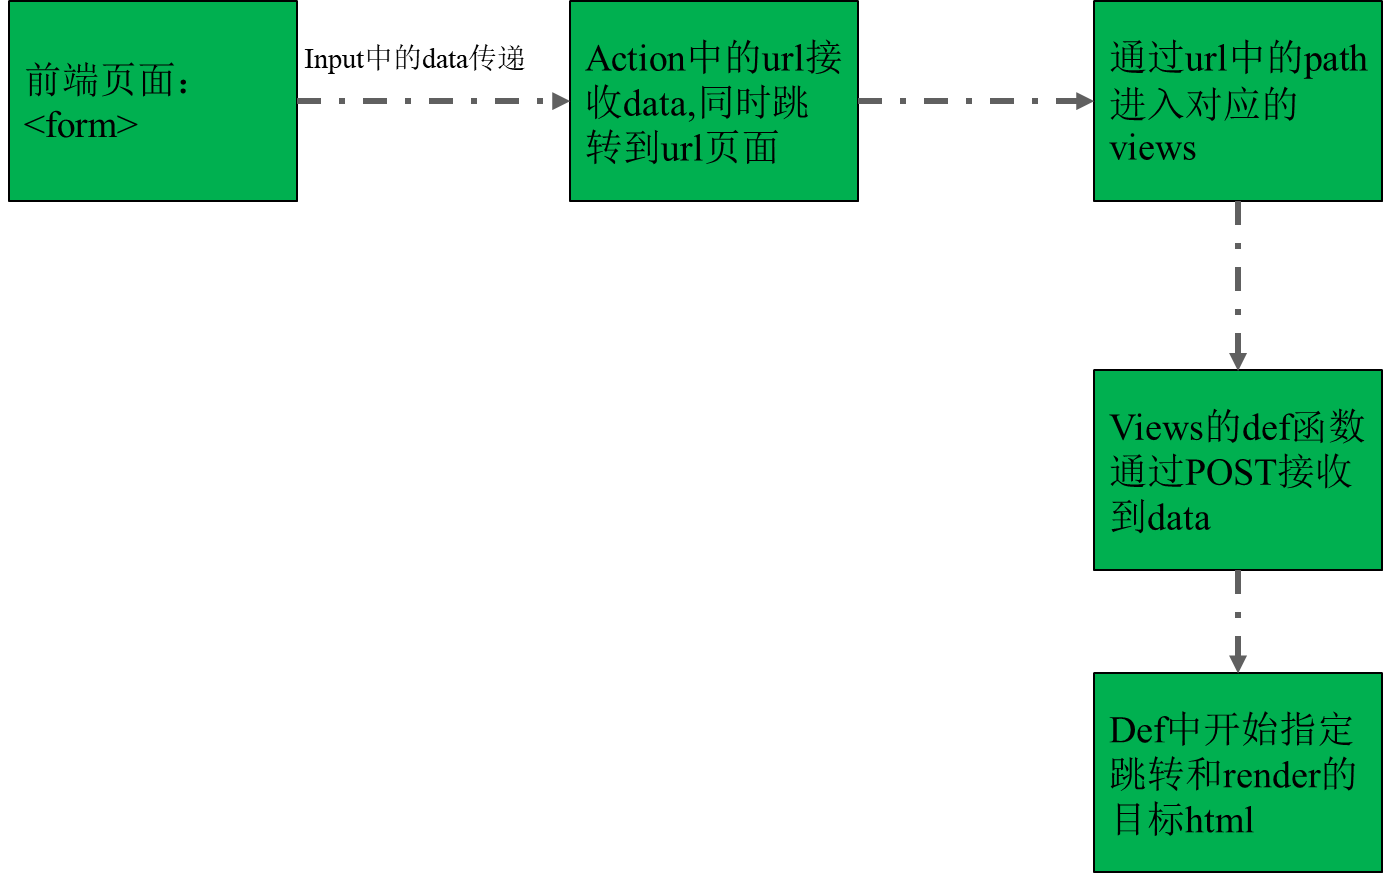 前端页面：
<form>
Input中的data传递
Action中的url接
收data,同时跳
转到url页面
通过url中的path
进入对应的
views
Views的def函数
通过POST接收
到data
Def中开始指定
跳转和render的
目标html